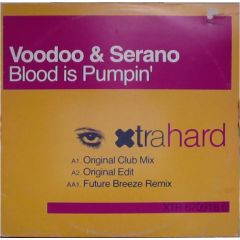 Voodoo & Serano
Blood is Pumpin'
xtrahard
A1. Original Club Mix
A2. Original Edit
AA1. Future Breeze Remix